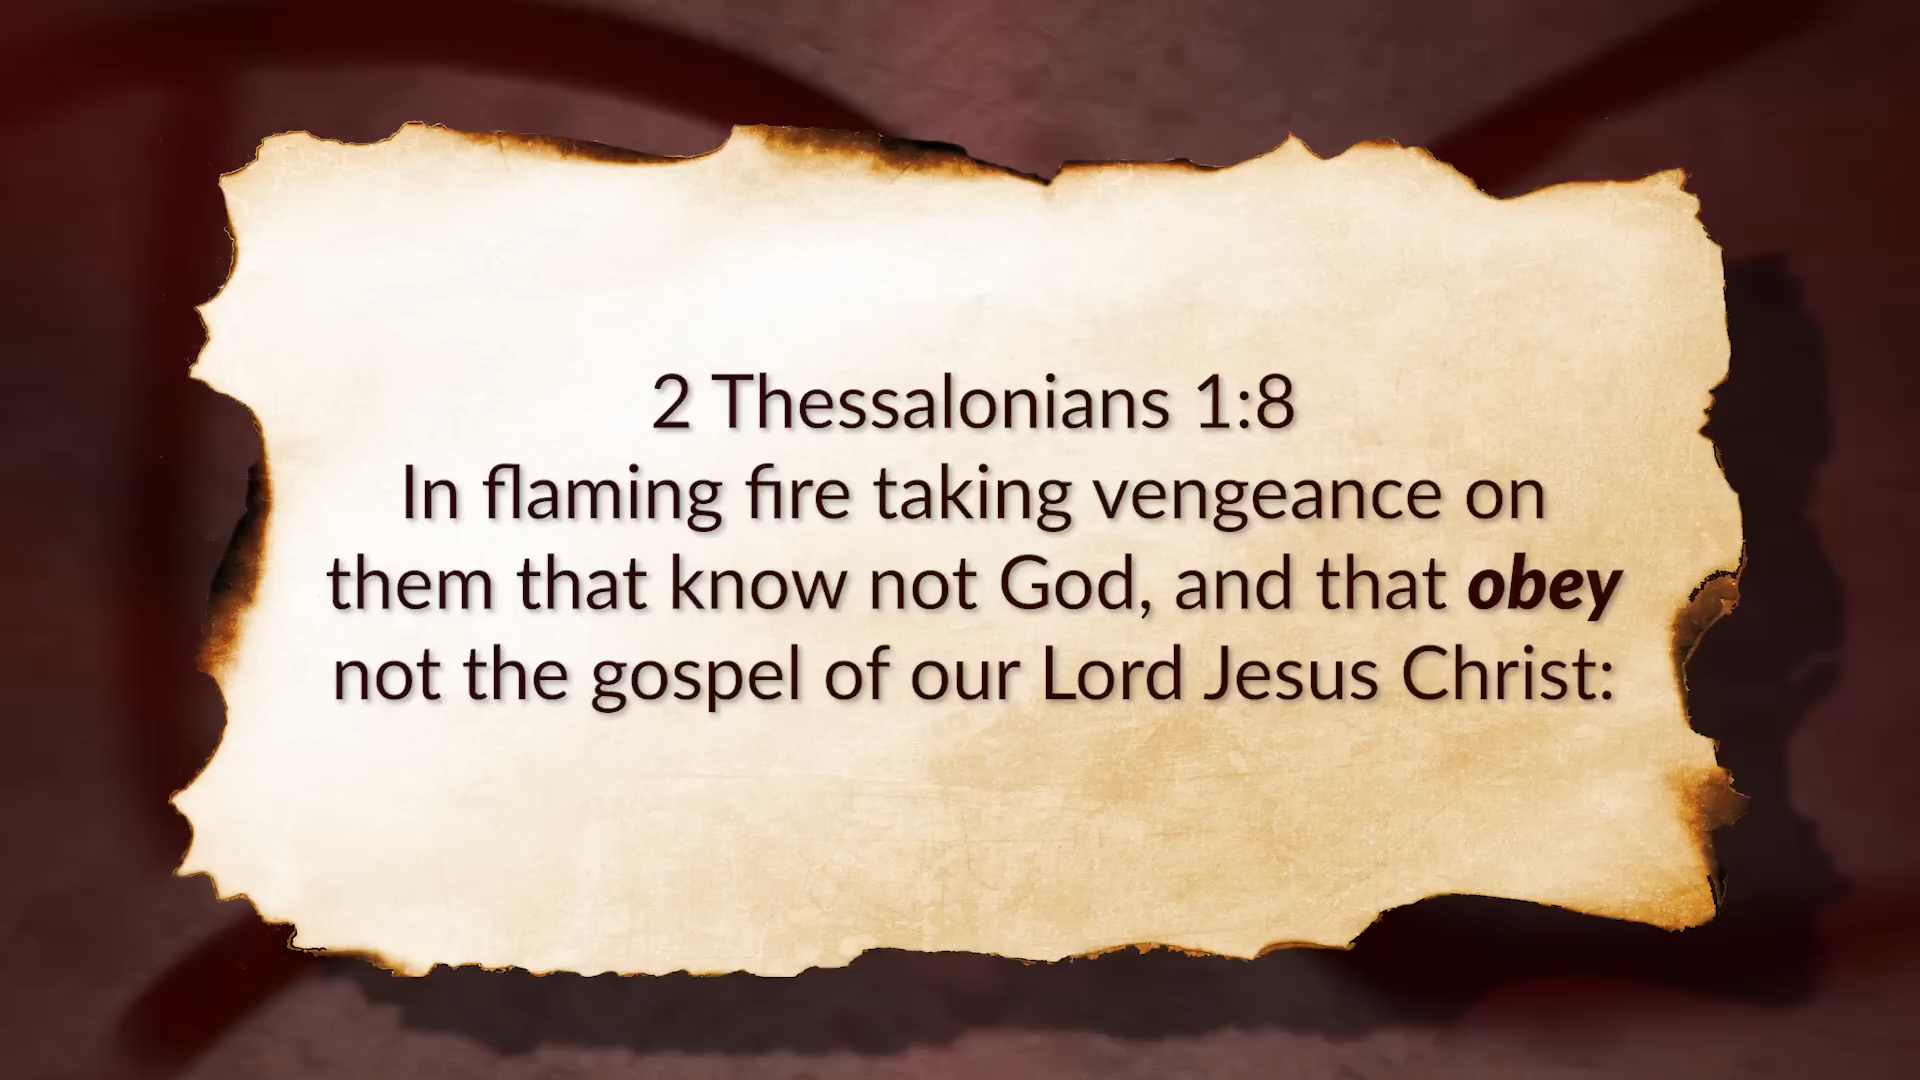 2 Thessalonians 1:8
In flaming fire taking vengeance on
them that know not God, and that obey
not the gospel of our Lord Jesus Christ: